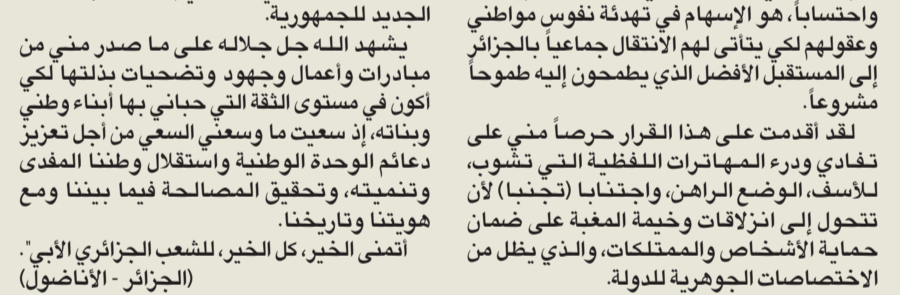 واحتساباً، هو الإسهام في تهدئة نفوس مواطني
وعقولهم لكي يتأتى لهم الانتقال جماعياً بالجزائر
إلى المستقبل الأفضل الذي يطمحون إليه طموحاً
مشروعاً.
لقد أقدمت على هذا القرار حرصاً مني على
تفادي ودرء المهاترات اللفظية التي تشوب،
للأسف، الوضع الراهن، واجتنابا (تجنبا) لأن
تتحول إلى انزلاقات وخيمة المغبة على ضمان
حماية الأشخاص والممتلكات، والذي يظل من
الاختصاصات الجوهرية للدولة.
الجديد للجمهورية.
يشهد الله جل جلاله على ما صدر مني من
مبادرات وأعمال وجهود وتضحيات بذلتها لكي
أكون في مستوى الثقة التي حباني بها أبناء وطني
وبناته، إذ سعيت ما وسعني السعي من أجل تعزيز
دعائم الوحدة الوطنية واستقلال وطننا المفدى
وتنميته، وتحقيق المصالحة فيما بيننا ومع
هويتنا وتاريخنا.
أتمنى الخير، كل الخير، للشعب الجزائري الأبي".
(الجزائر - الأناضول)